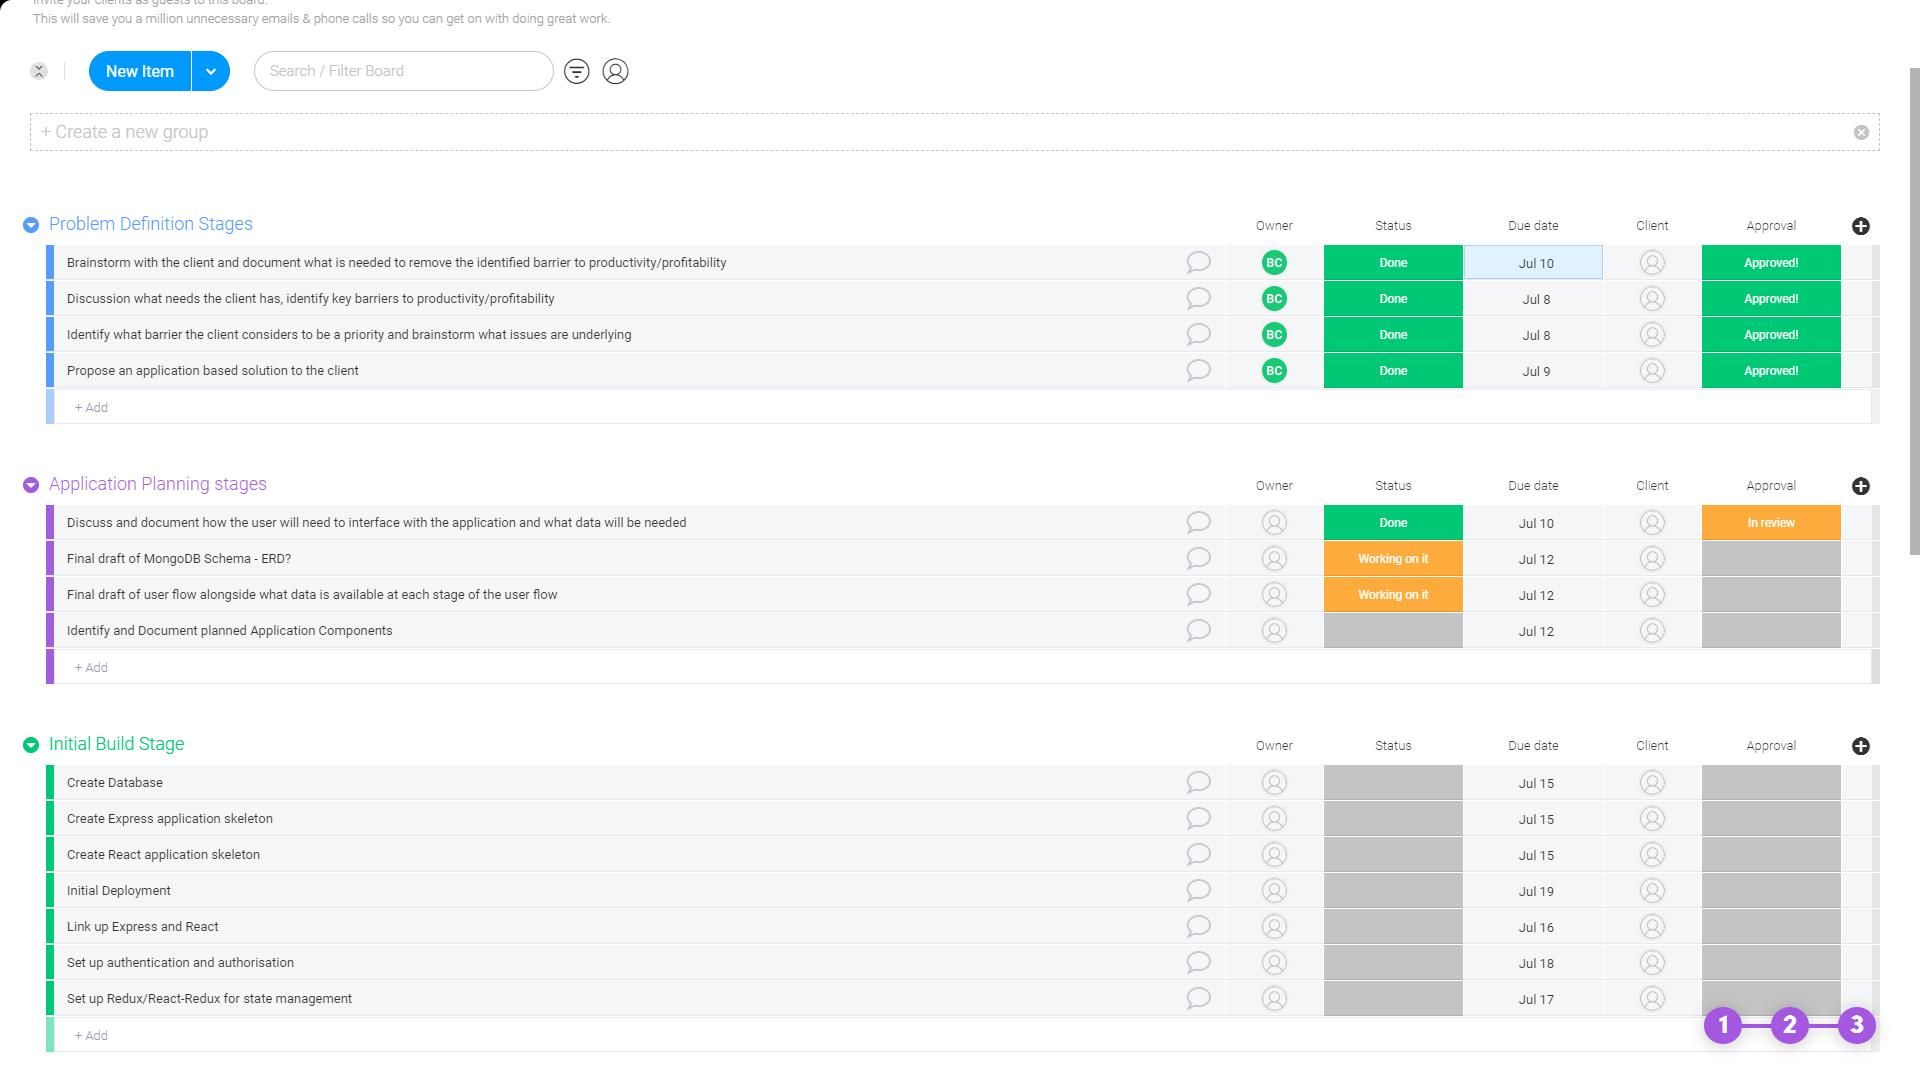 Invite your clients as guests to this board.
This will save you a million unnecessary emails & phone calls so you can get on with doing great work.
New Item
Search / Filter Board
+ Create a new group
Problem Definition Stages Owner Status Due date Client Approval
Brainstorm with the client and document what is needed to remove the identified barrier to productivity/profitability BC Done Jul 10 Approved!
Discussion what needs the client has, identify key barriers to productivity/profitability BC Done Jul 8 Approved!
Identify what barrier the client considers to be a priority and brainstorm what issues are underlying BC Done Jul 8 Approved!
Propose an application based solution to the client BC Done Jul 9 Approved!
+ Add
Application Planning stages Owner Status Due date Client Approval
Discuss and document how the user will need to interface with the application and what data will be needed Done Jul 10 In review
Final draft of MongoDB Schema - ERD? Working on it Jul 12
Final draft of user flow alongside what data is available at each stage of the user flow Working on it Jul 12
Identify and Document planned Application Components Jul 12
+ Add
Initial Build Stage Owner Status Due date Client Approval
Create Database Jul 15
Create Express application skeleton Jul 15
Create React application skeleton Jul 15
Initial Deployment Jul 19
Link up Express and React Jul 16
Set up authentication and authorisation Jul 18
Set up Redux/React-Redux for state management Jul 17
+ Add
1 2 3